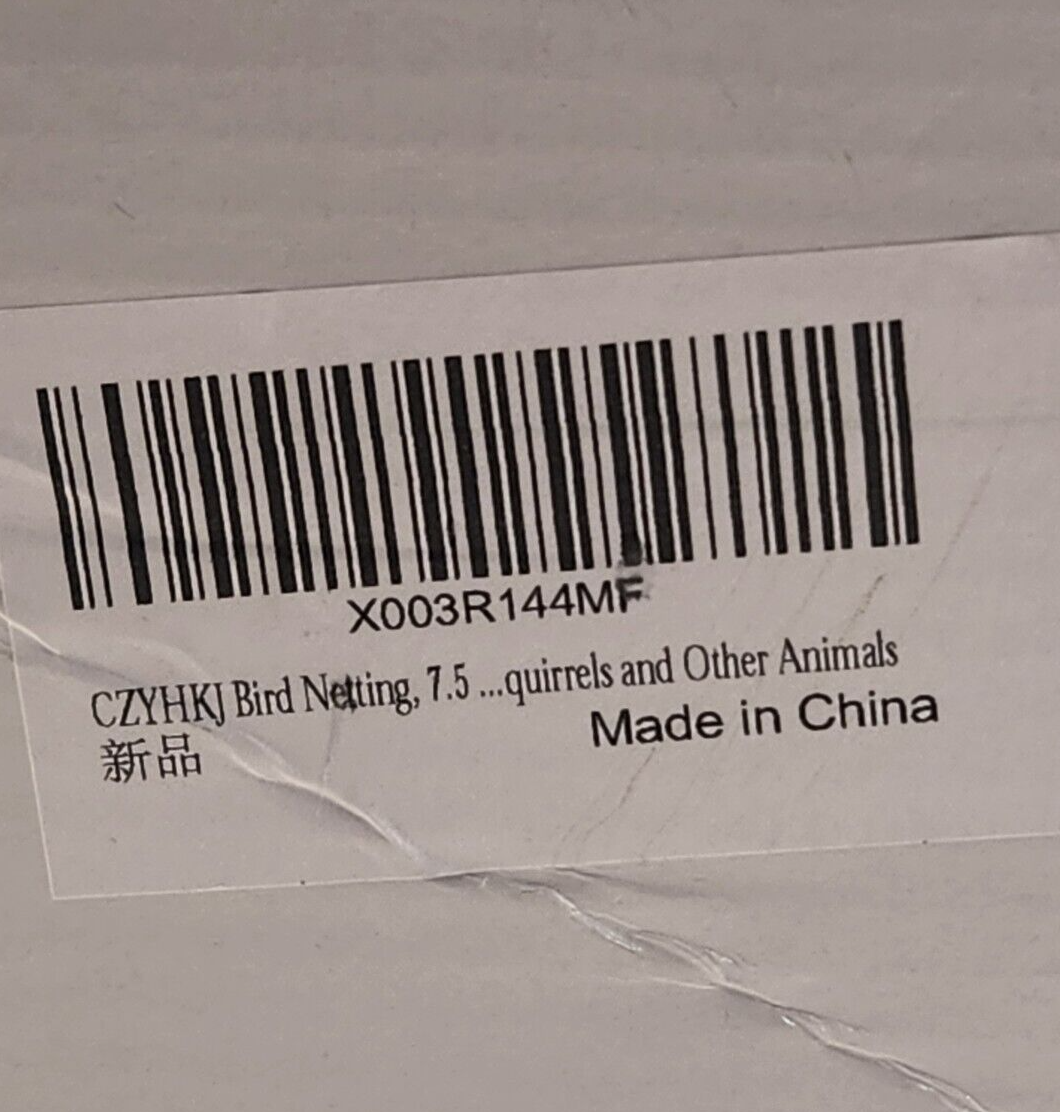 X003R144MF
CZYHKJ Bird Netting, 7.5 ...quirrels and Other Animals
新品
Made in China